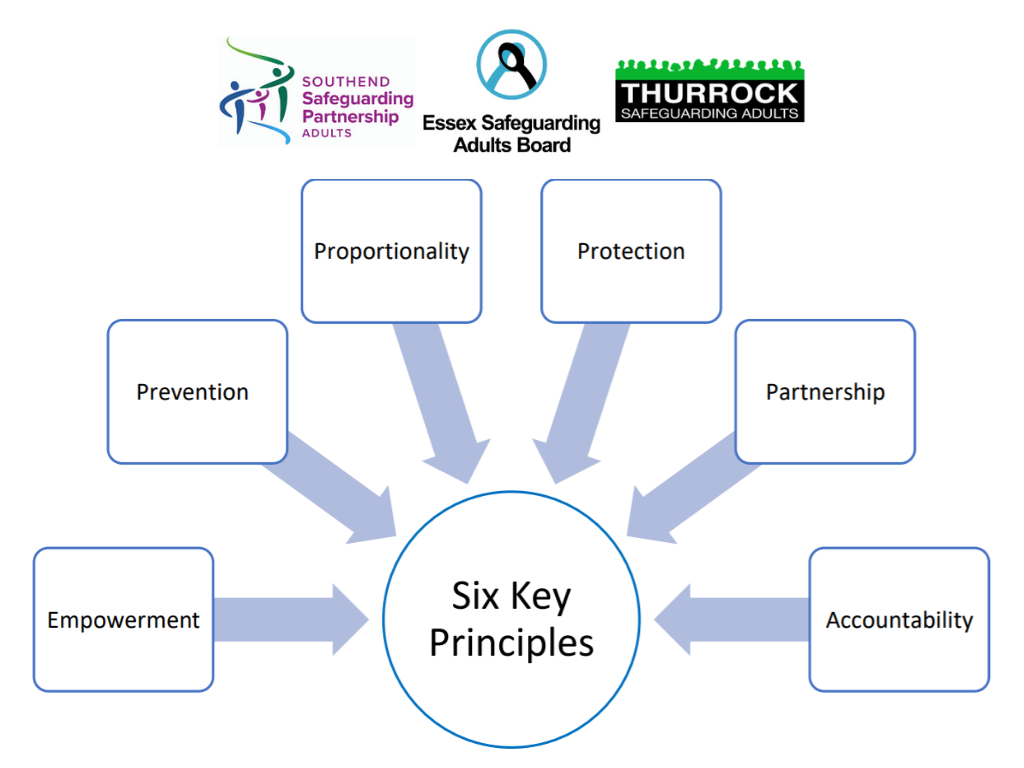 SOUTHEND
Safeguarding
Partnership
ADULTS
Essex Safeguarding
Adults Board
THURROCK
SAFEGUARDING ADULTS
Proportionality
Protection
Prevention
Partnership
Empowerment
Six Key
Principles
Accountability